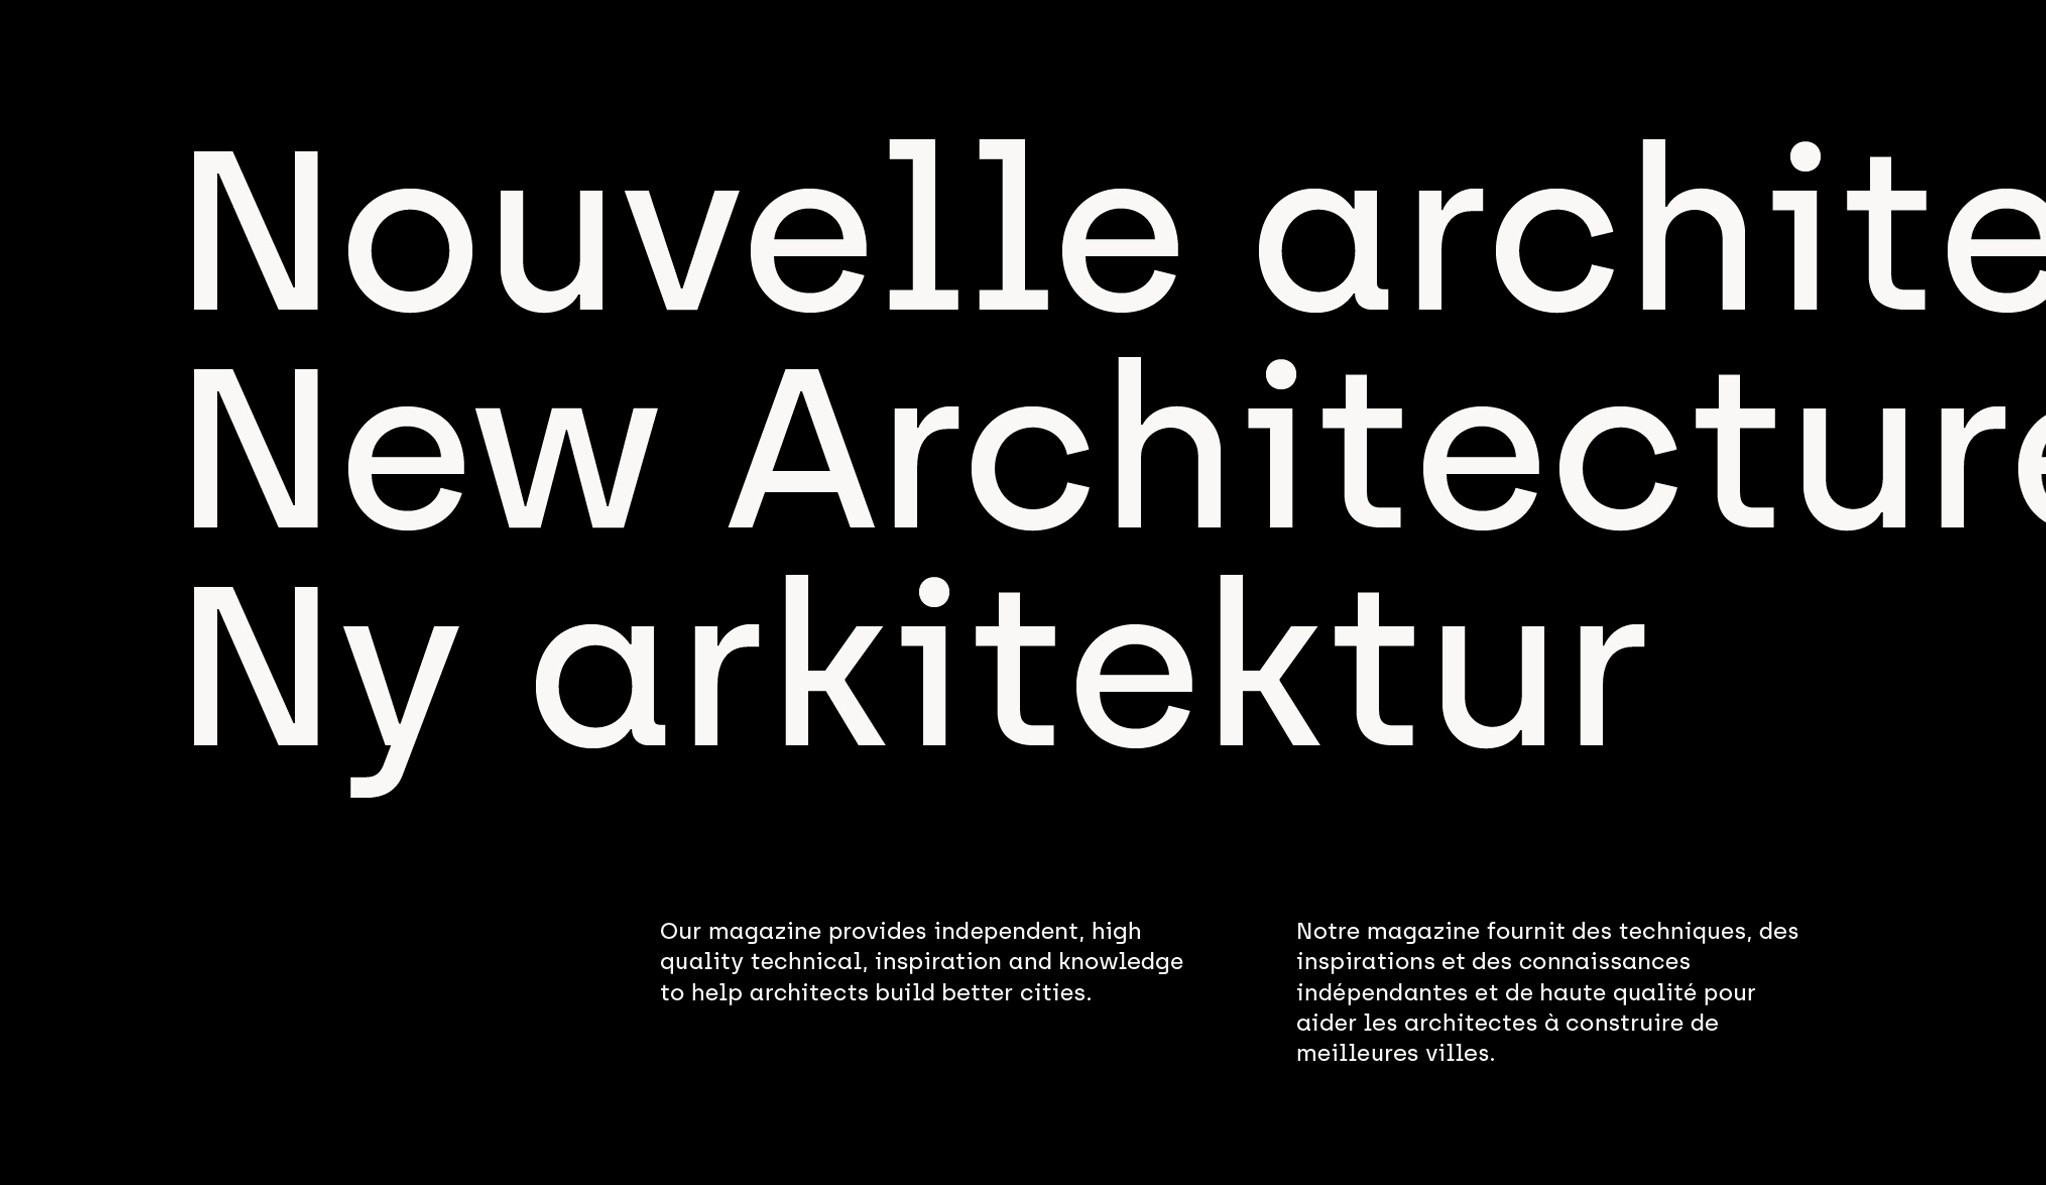 Nouvelle archite
New Architecture
Ny arkitektur
Our magazine provides independent, high
quality technical, inspiration and knowledge
to help architects build better cities.
Notre magazine fournit des techniques, des
inspirations et des connaissances
indépendantes et de haute qualité pour
aider les architectes à construire de
meilleures villes.